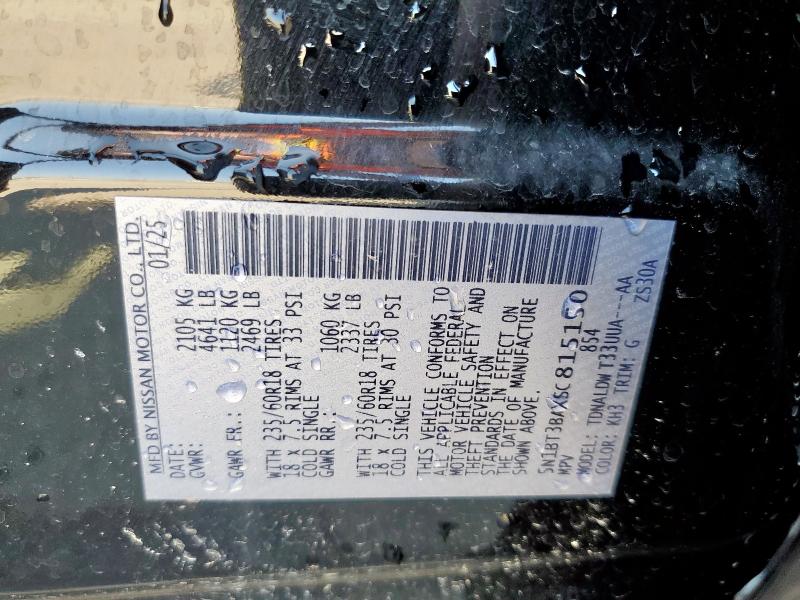 MFD BY NISSAN MOTOR CO., LTD.
DATE: 01/25
GVWR: 2105 KG
4641 LB
GAWR FR.: 1120 KG
2469 LB
WITH 235/60R18 TIRES
18 x 7.5 RIMS AT 33 PSI
COLD SINGLE
GAWR RR.: 1060 KG
2337 LB
WITH 235/60R18 TIRES
18 x 7.5 RIMS AT 30 PSI
COLD SINGLE
THIS VEHICLE CONFORMS TO
ALL APPLICABLE FEDERAL
MOTOR VEHICLE SAFETY AND
THEFT PREVENTION
STANDARDS IN EFFECT ON
THE DATE OF MANUFACTURE
SHOWN ABOVE.
815150
MPV 854
MODEL: TDNALDWT33UUA---AA
COLOR: KH3 TRIM: G ZS30A